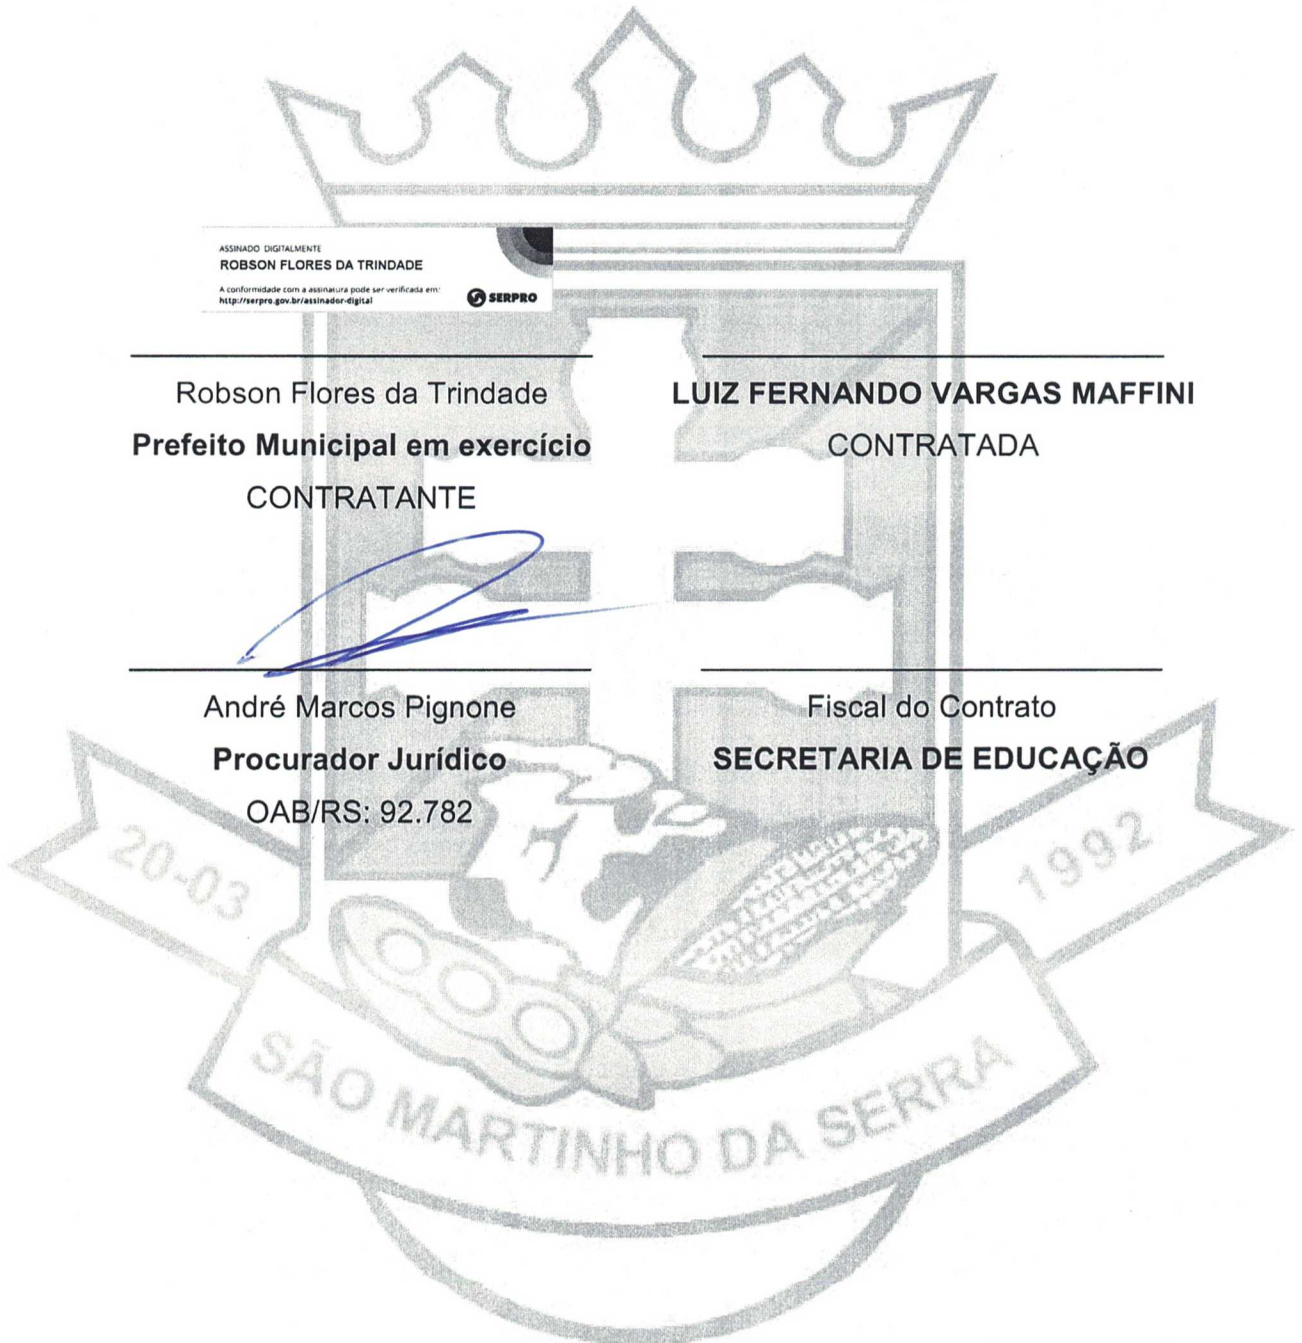 ASSINADO DIGITALMENTE
ROBSON FLORES DA TRINDADE
A conformidade com a assinatura pode ser verificada em:
http://serpro.gov.br/assinador-digital
SERPRO
Robson Flores da Trindade
Prefeito Municipal em exercício
CONTRATANTE
LUIZ FERNANDO VARGAS MAFFINI
CONTRATADA
André Marcos Pignone
Procurador Jurídico
OAB/RS: 92.782
Fiscal do Contrato
SECRETARIA DE EDUCAÇÃO
20-03
1992
SÃO MARTINHO DA SERRA